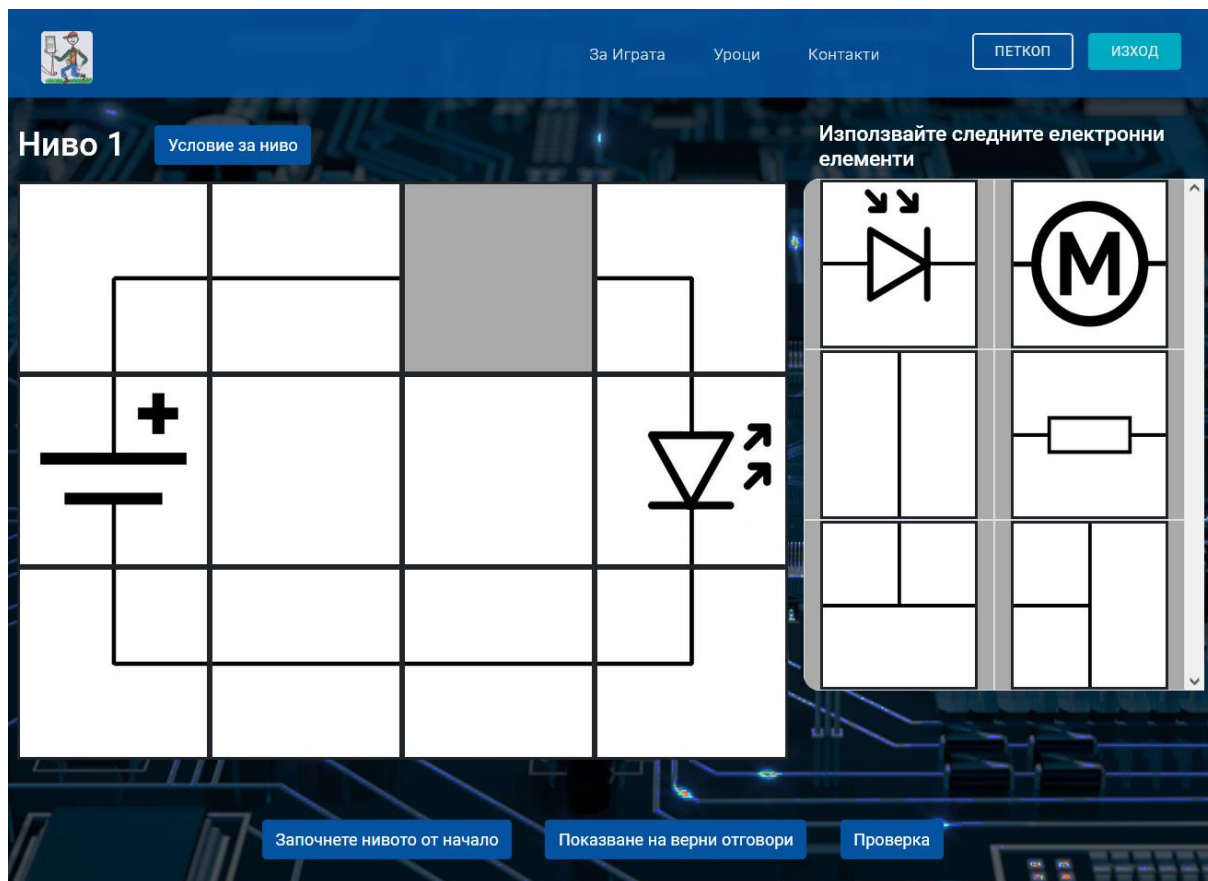 За Играта
Уроци
Контакти
ПЕТКОП
ИЗХОД
Ниво 1
Условие за ниво
Използвайте следните електронни
елементи
+
M
Започнете нивото от начало
Показване на верни отговори
Проверка